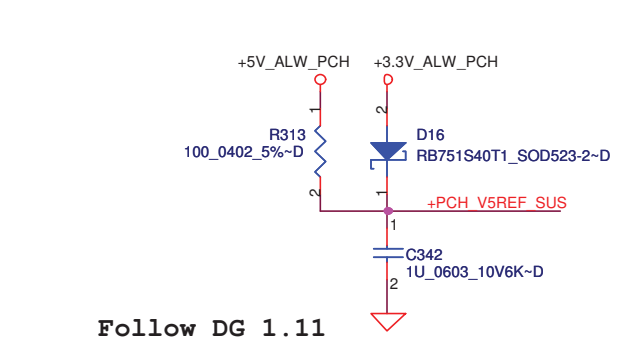 +5V_ALW_PCH +3.3V_ALW_PCH
1 2
R313 D16
100_0402_5%~D RB751S40T1_SOD523-2~D
2 1
+PCH_V5REF_SUS
1
C342
1U_0603_10V6K~D
2
Follow DG 1.11